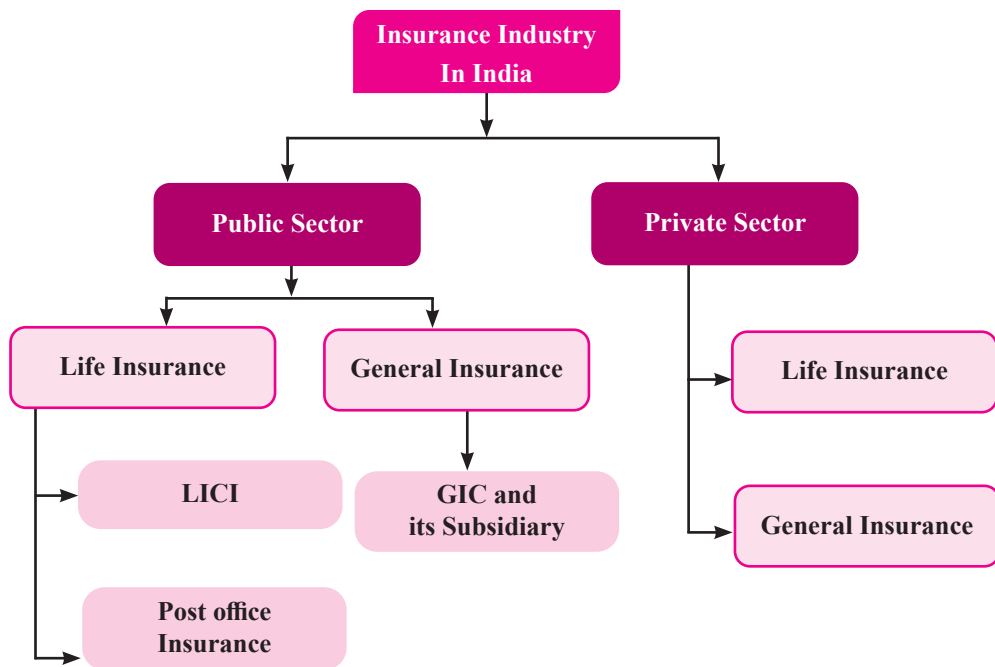 Insurance Industry
In India
Public Sector
Private Sector
Life Insurance
General Insurance
Life Insurance
LICI
GIC and
its Subsidiary
General Insurance
Post office
Insurance